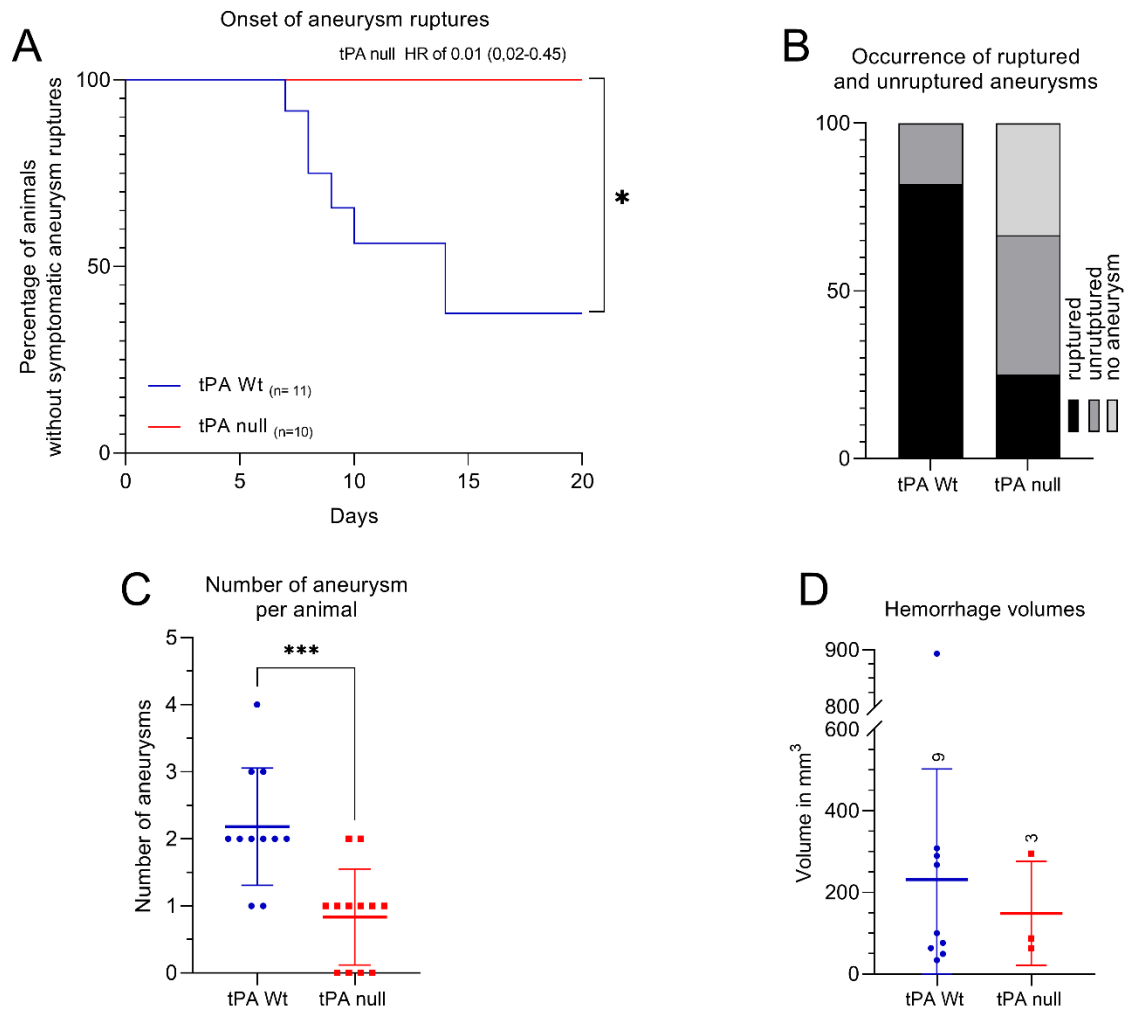 A
Onset of aneurysm ruptures
tPA null HR of 0.01 (0,02-0.45)
Percentage of animals
without symptomatic aneurysm ruptures
100
50
0
*
tPA Wt (n= 11)
tPA null (n=10)
0 5 10 15 20
Days
B
Occurrence of ruptured
and unruptured aneurysms
100
50
0
tPA Wt tPA null
ruptured
unrutptured
no aneurysm
C
Number of aneurysm
per animal
Number of aneurysms
5
4
3
2
1
0
***
tPA Wt tPA null
D
Hemorrhage volumes
Volume in mm³
900
800
600
400
200
0
9
3
tPA Wt tPA null